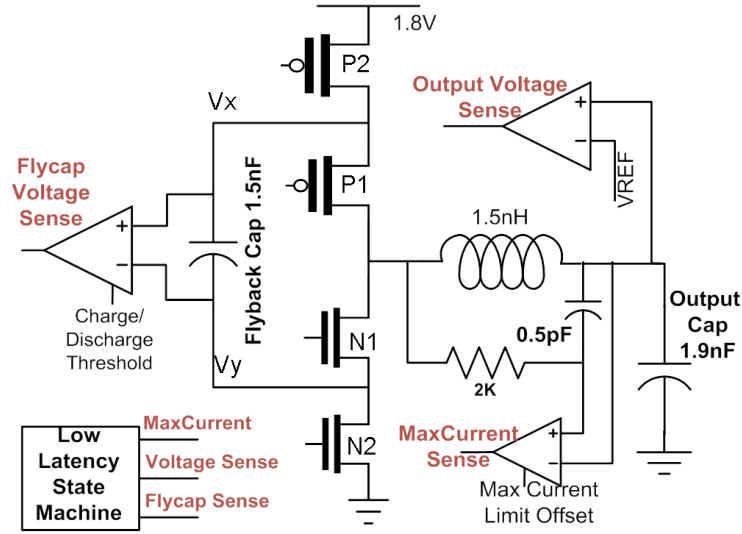 1.8V
P2
Vx
Output Voltage
Sense
+
−
VREF
Flycap
Voltage
Sense
+
−
Flyback Cap 1.5nF
P1
1.5nH
Charge/
Discharge
Threshold
N1
0.5pF
Output
Cap
1.9nF
Vy
2K
N2
MaxCurrent
Sense
+
−
Max Current
Limit Offset
Low
Latency
State
Machine
MaxCurrent
Voltage Sense
Flycap Sense